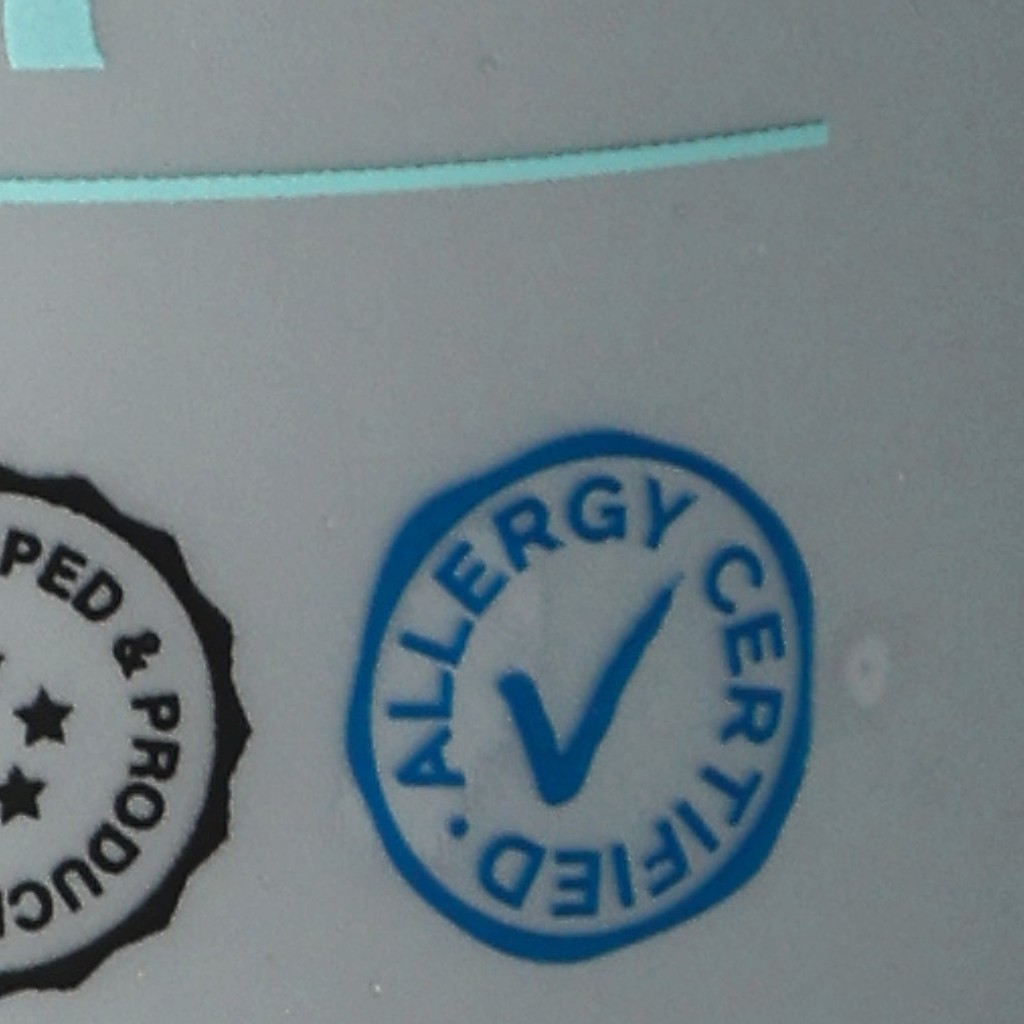 PED & PRODUC
ALLERGY CERTIFIED •